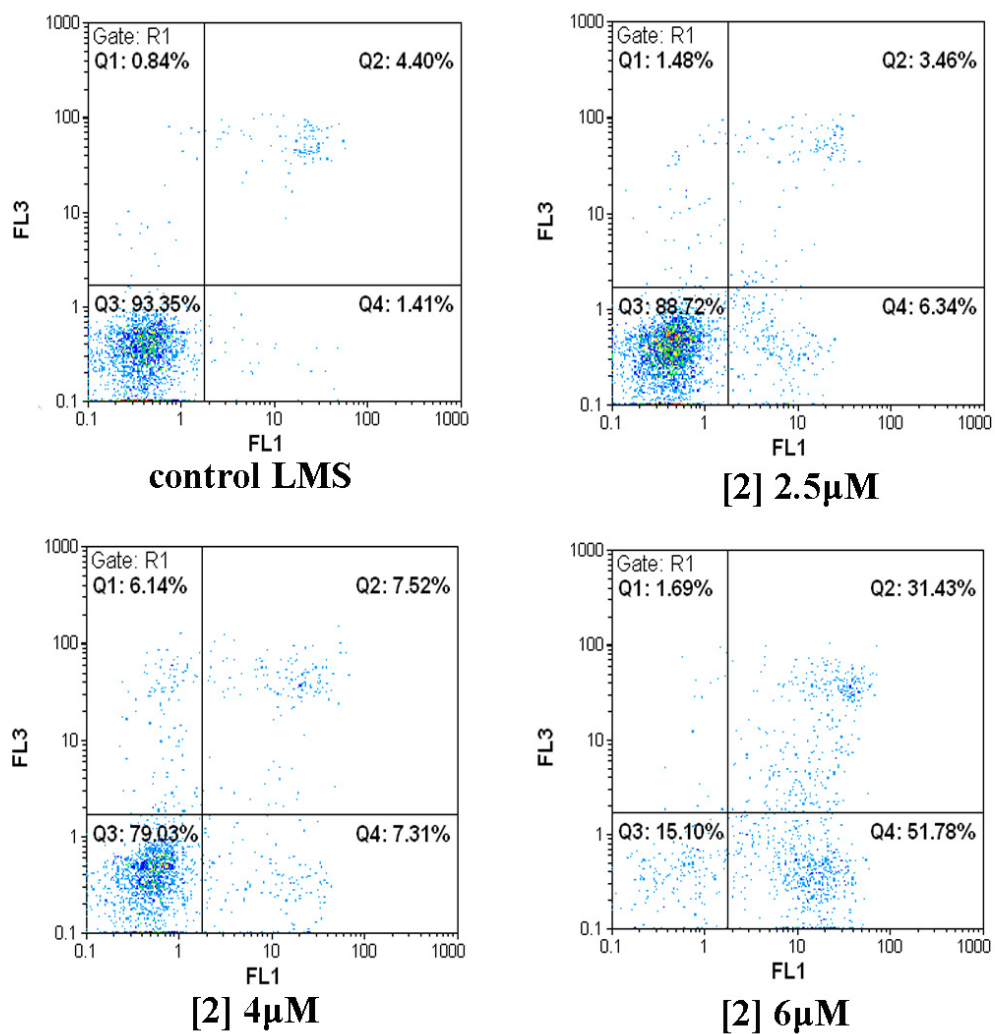 1000
Gate: R1
Q1: 0.84%
Q2: 4.40%
100
FL3
10
Q3: 93.35%
Q4: 1.41%
1
0.1
0.1 1 10 100 1000
FL1
control LMS
1000
Gate: R1
Q1: 1.48%
Q2: 3.46%
100
FL3
10
Q3: 88.72%
Q4: 6.34%
1
0.1
0.1 1 10 100 1000
FL1
[2] 2.5μM
1000
Gate: R1
Q1: 6.14%
Q2: 7.52%
100
FL3
10
Q3: 79.03%
Q4: 7.31%
1
0.1
0.1 1 10 100 1000
FL1
[2] 4μM
1000
Gate: R1
Q1: 1.69%
Q2: 31.43%
100
FL3
10
Q3: 15.10%
Q4: 51.78%
1
0.1
0.1 1 10 100 1000
FL1
[2] 6μM